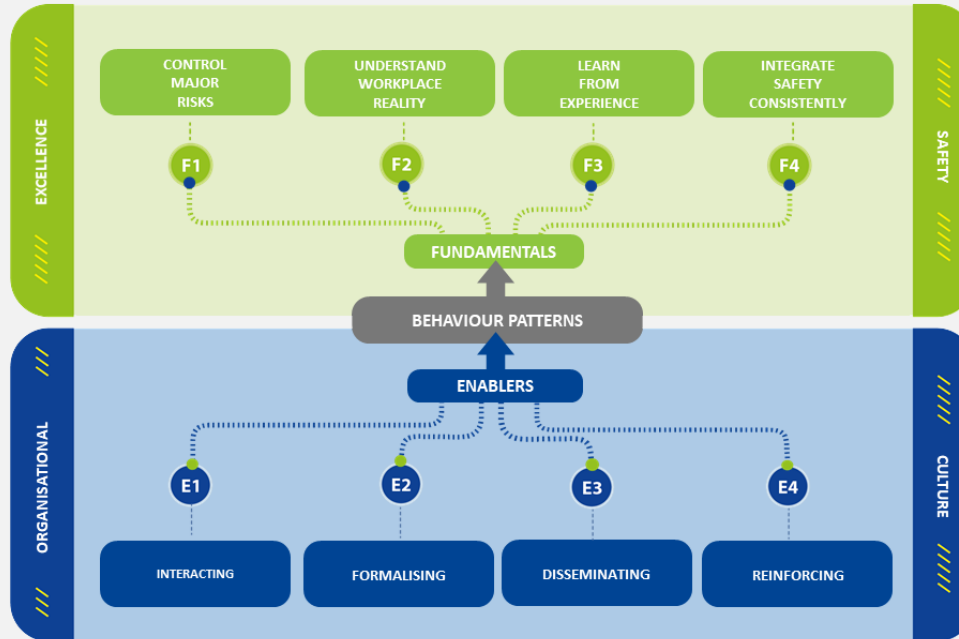 EXCELLENCE
SAFETY
CONTROL
MAJOR
RISKS
UNDERSTAND
WORKPLACE
REALITY
LEARN
FROM
EXPERIENCE
INTEGRATE
SAFETY
CONSISTENTLY
F1
F2
F3
F4
FUNDAMENTALS
BEHAVIOUR PATTERNS
ENABLERS
ORGANISATIONAL
CULTURE
E1
E2
E3
E4
INTERACTING
FORMALISING
DISSEMINATING
REINFORCING